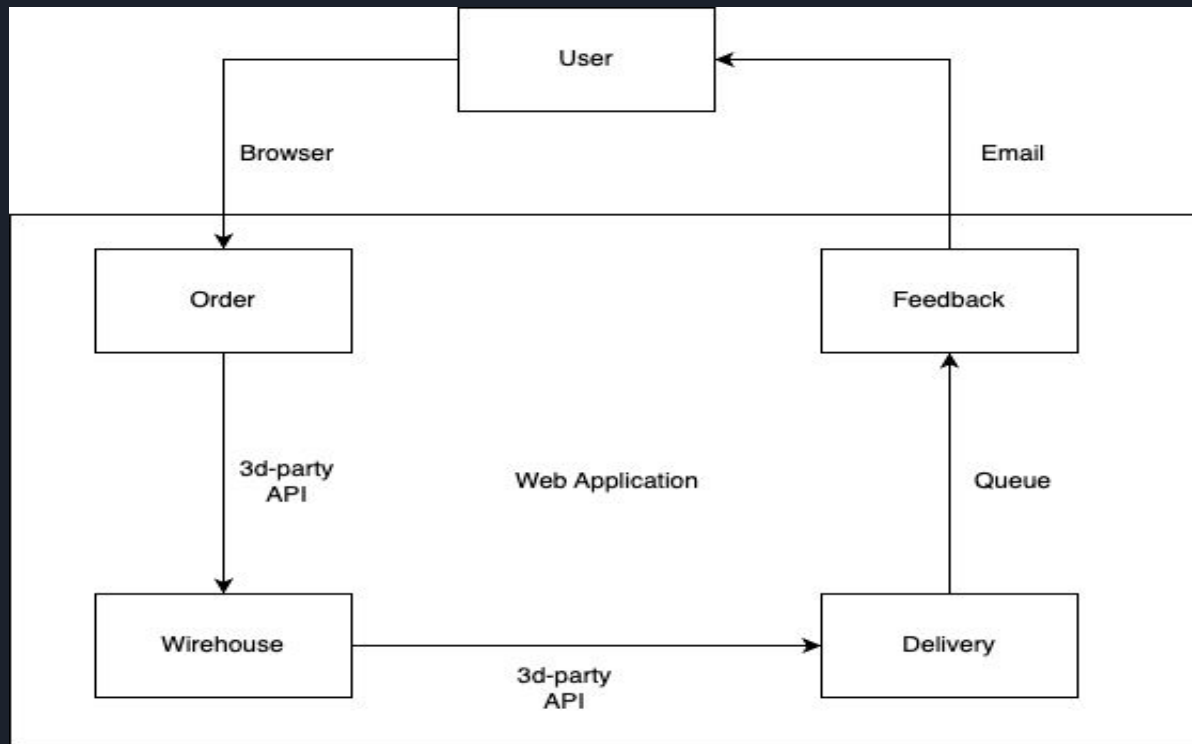 User
Browser
Email
Order
Feedback
3d-party
API
Web Application
Queue
Wirehouse
Delivery
3d-party
API